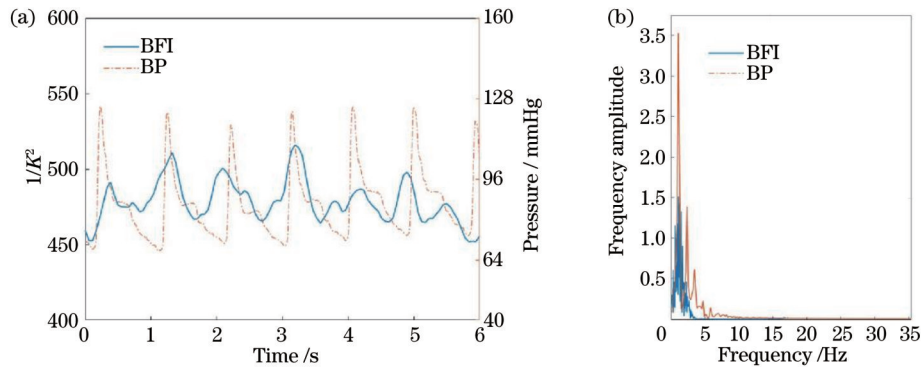 (a)
600
550
500
450
400
1/K²
BFI
BP
160
128
96
64
40
Pressure / mmHg
0 1 2 3 4 5 6
Time /s
(b)
3.5
3.0
2.5
2.0
1.5
1.0
0.5
Frequency amplitude
BFI
BP
0 5 10 15 20 25 30 35
Frequency /Hz